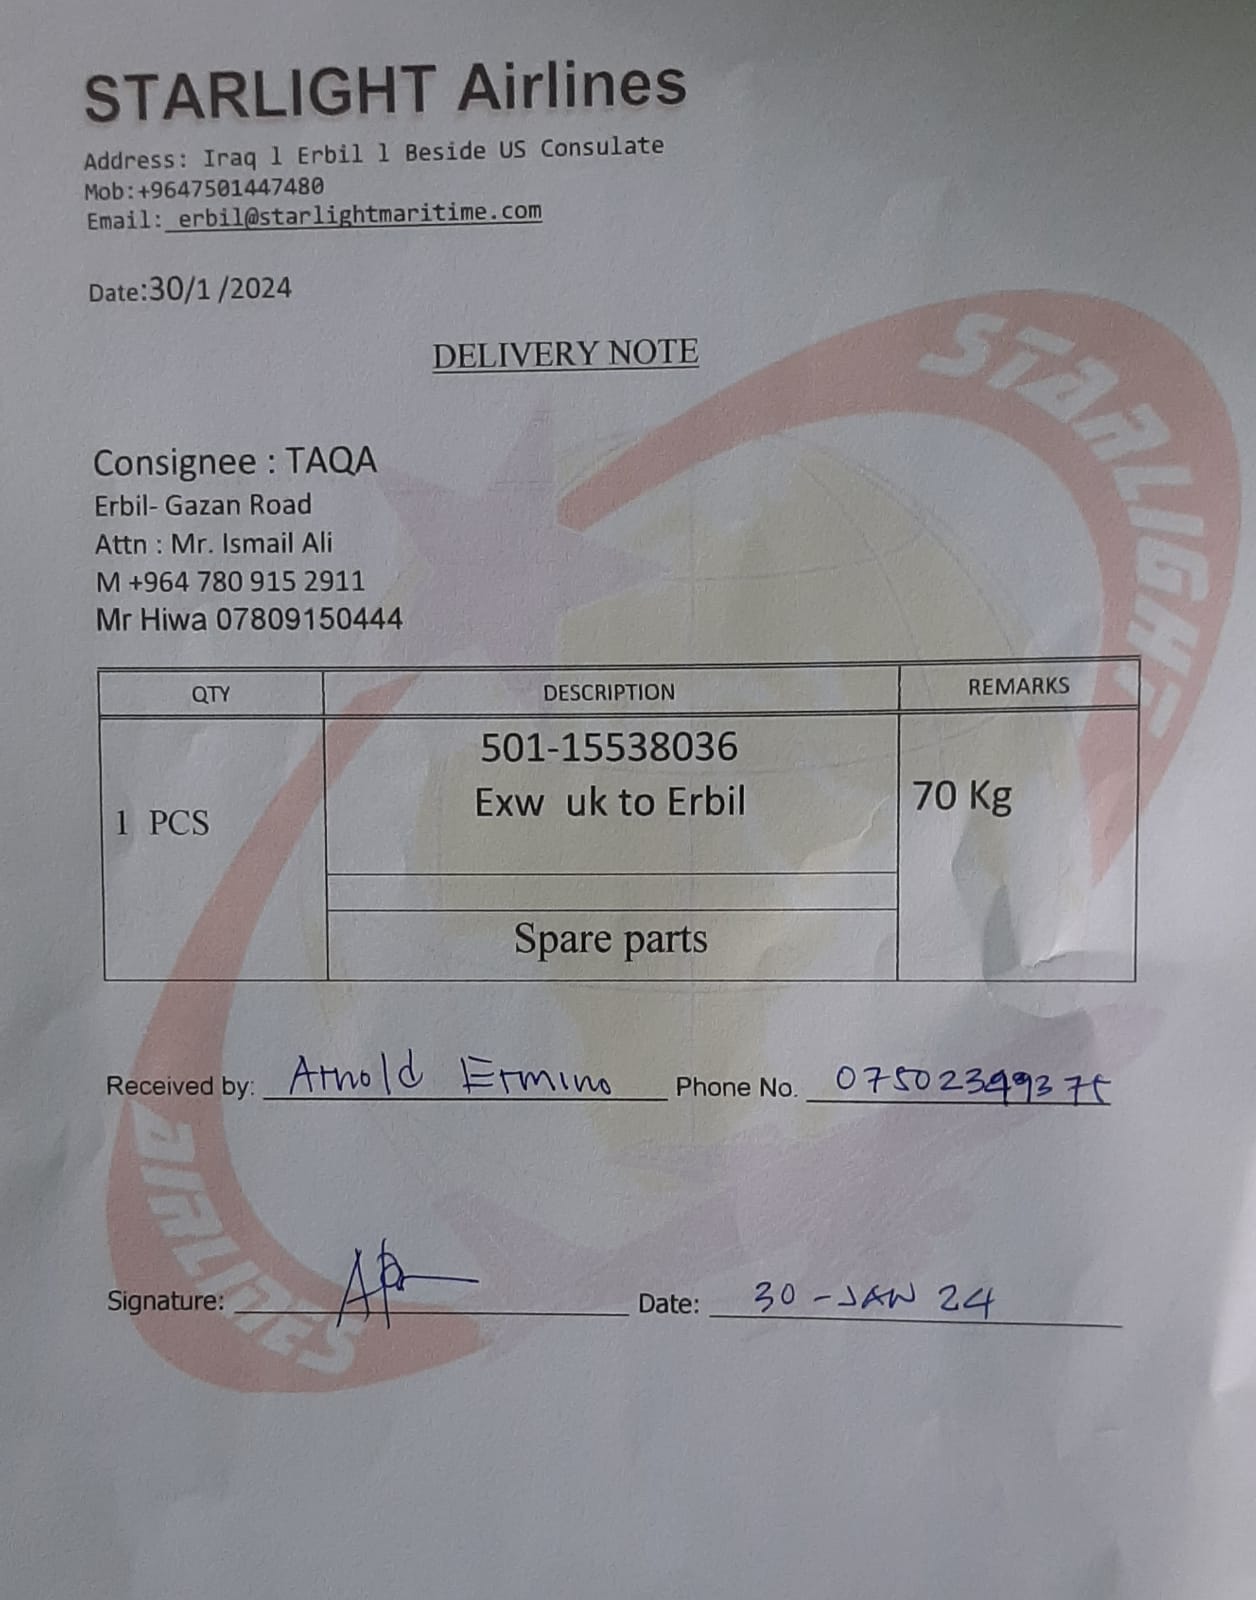 STARLIGHT Airlines
Address: Iraq l Erbil l Beside US Consulate
Mob:+9647501447480
Email: erbil@starlightmaritime.com
Date:30/1 /2024
DELIVERY NOTE
STARLIGHT
Consignee : TAQA
Erbil- Gazan Road
Attn : Mr. Ismail Ali
M +964 780 915 2911
Mr Hiwa 07809150444
QTY DESCRIPTION REMARKS
501-15538036
Exw uk to Erbil
1 PCS
70 Kg
Spare parts
Received by: Arnold Ermino Phone No.
AIRLINES
Signature: Date: 30 -JAN 24